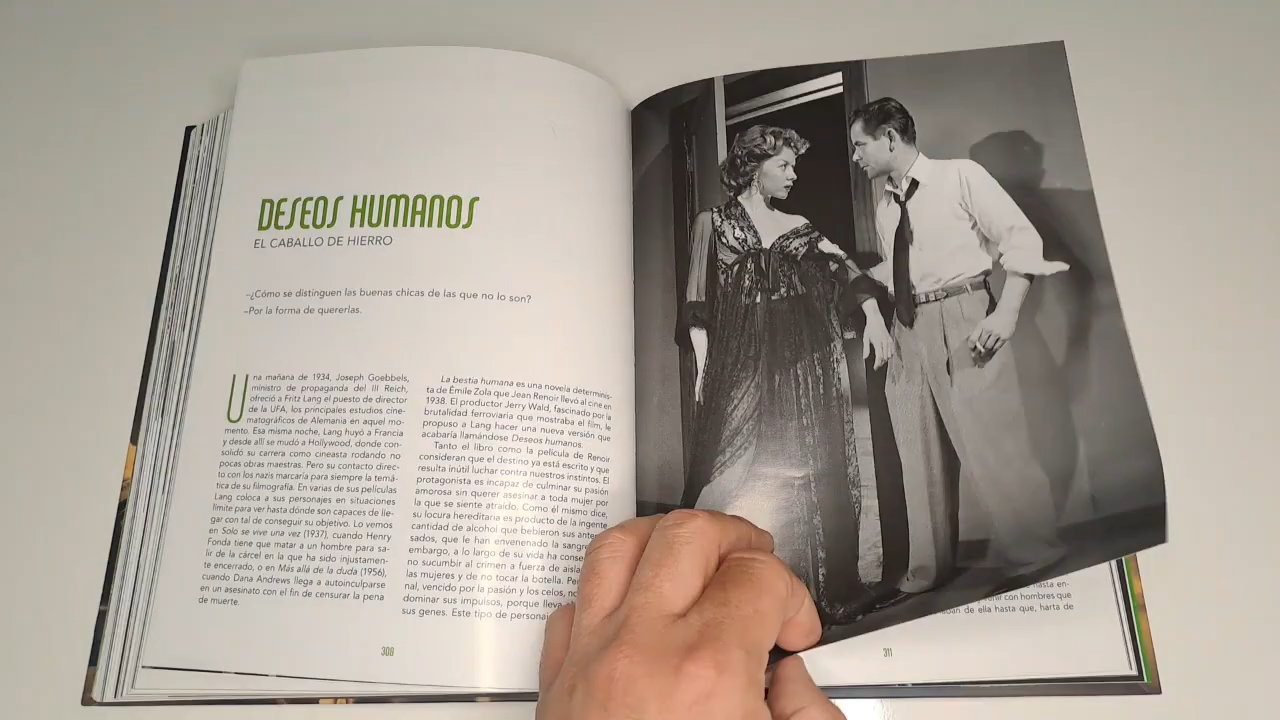 DESEOS HUMANOS
EL CABALLO DE HIERRO
–¿Cómo se distinguen las buenas chicas de las que no lo son?
–Por la forma de quererlas.
Una mañana de 1934, Joseph Goebbels,
ministro de propaganda del III Reich,
ofreció a Fritz Lang el puesto de director
de la UFA, los principales estudios cine-
matográficos de Alemania en aquel mo-
mento. Esa misma noche, Lang huyó a Francia
y desde allí se mudó a Hollywood, donde con-
solidó su carrera como cineasta rodando no
pocas obras maestras. Pero su contacto direc-
to con los nazis marcaría para siempre la temá-
tica de su filmografía. En varias de sus películas
Lang coloca a sus personajes en situaciones
límite para ver hasta dónde son capaces de lle-
gar con tal de conseguir su objetivo. Lo vemos
en Solo se vive una vez (1937), cuando Henry
Fonda tiene que matar a un hombre para sa-
lir de la cárcel en la que ha sido injustamen-
te encerrado, o en Más allá de la duda (1956),
cuando Dana Andrews llega a autoinculparse
en un asesinato con el fin de censurar la pena
de muerte.
La bestia humana es una novela determinis-
ta de Émile Zola que Jean Renoir llevó al cine en
1938. El productor Jerry Wald, fascinado por la
brutalidad ferroviaria que mostraba el film, le
propuso a Lang hacer una nueva versión que
acabaría llamándose Deseos humanos.
Tanto el libro como la película de Renoir
consideran que el destino ya está escrito y que
resulta inútil luchar contra nuestros instintos. El
protagonista es incapaz de culminar su pasión
amorosa sin querer asesinar a toda mujer por
la que se siente atraído. Como él mismo dice,
su locura hereditaria es producto de la ingente
cantidad de alcohol que bebieron sus
sados, que le han envenenado la
embargo, a lo largo de su vida ha
no sucumbir al crimen a fuerza de
las mujeres y de no tocar la botella.
nal, vencido por la pasión y los celos,
dominar sus impulsos, porque lleva
sus genes. Este tipo de
308
hasta en-
con hombres que
de ella hasta que, harta de
311